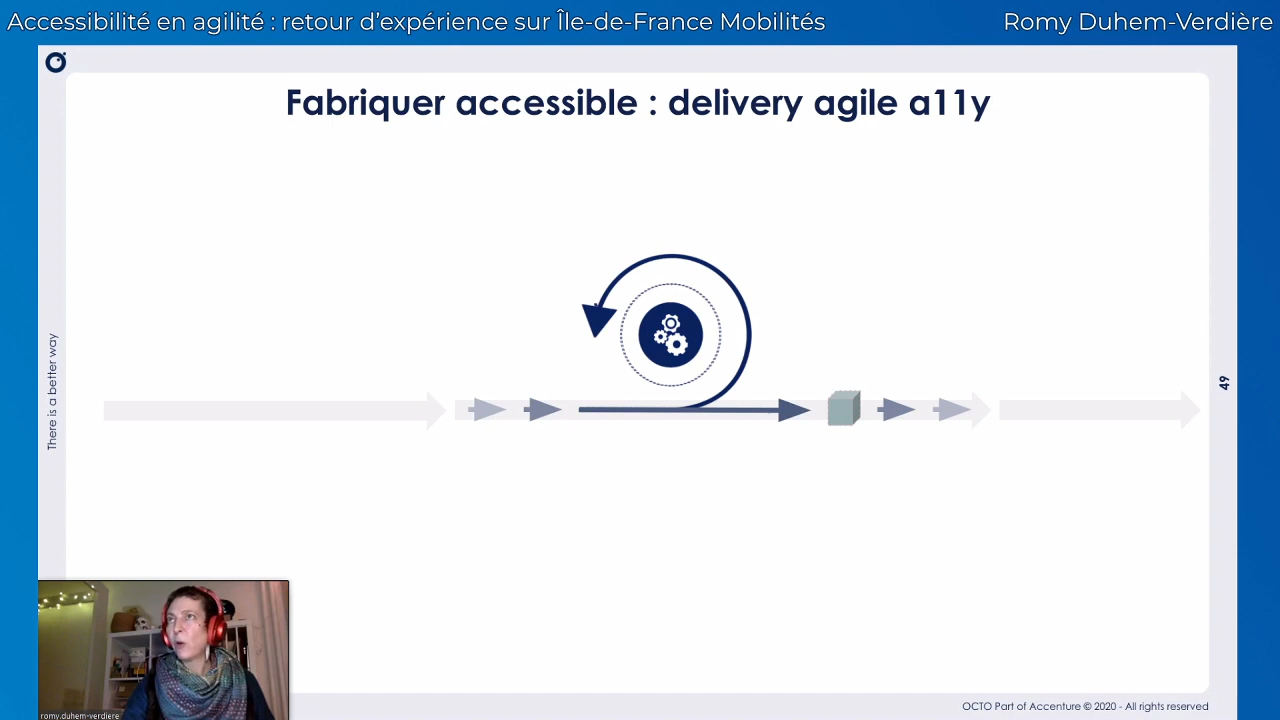 Accessibilité en agilité : retour d’expérience sur Île-de-France Mobilités
Romy Duhem-Verdière
Fabriquer accessible : delivery agile a11y
There is a better way
49
romy.duhem-verdiere
OCTO Part of Accenture © 2020 - All rights reserved